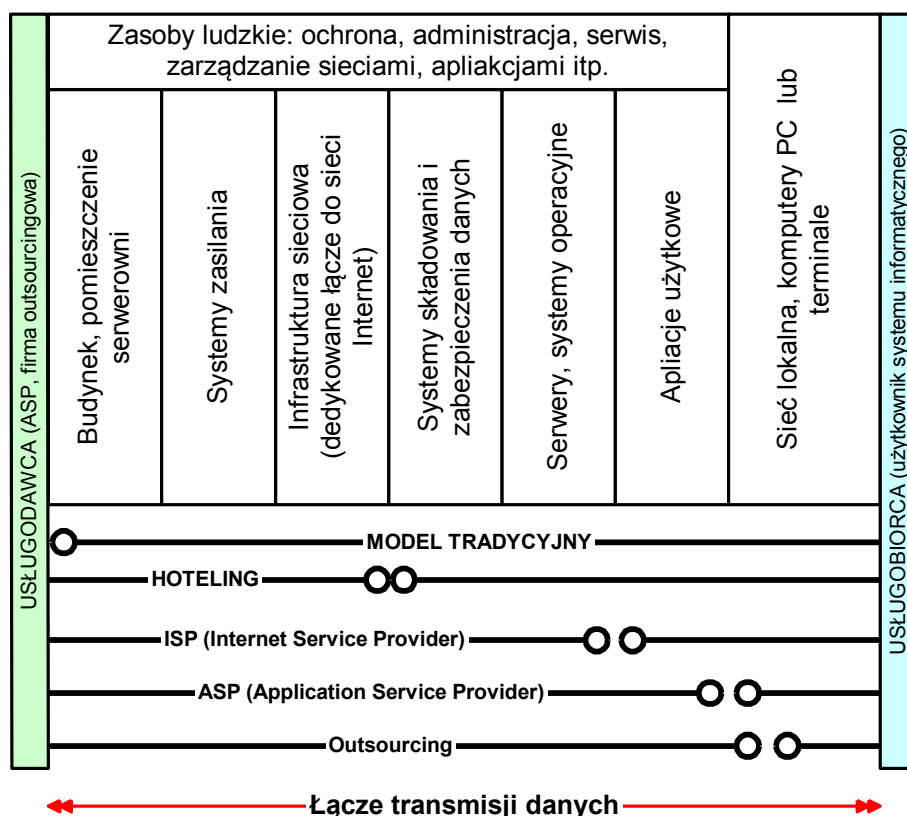 Zasoby ludzkie: ochrona, administracja, serwis,
zarządzanie sieciami, apliakcjami itp.
USŁUGODAWCA (ASP, firma outsourcingowa)
Budynek, pomieszczenie
serwerowni
Systemy zasilania
Infrastruktura sieciowa
(dedykowane łącze do sieci
Internet)
Systemy składowania i
zabezpieczenia danych
Serwery, systemy operacyjne
Apliacje użytkowe
Sieć lokalna, komputery PC lub
terminale
USŁUGOBIORCA (użytkownik systemu informatycznego)
MODEL TRADYCYJNY
HOTELING
ISP (Internet Service Provider)
ASP (Application Service Provider)
Outsourcing
Łącze transmisji danych